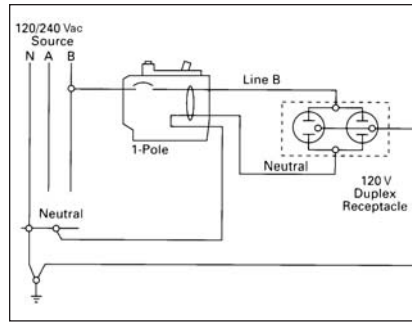 120/240 Vac
Source
N A B
Line B
1-Pole
Neutral
120 V
Duplex
Receptacle
Neutral